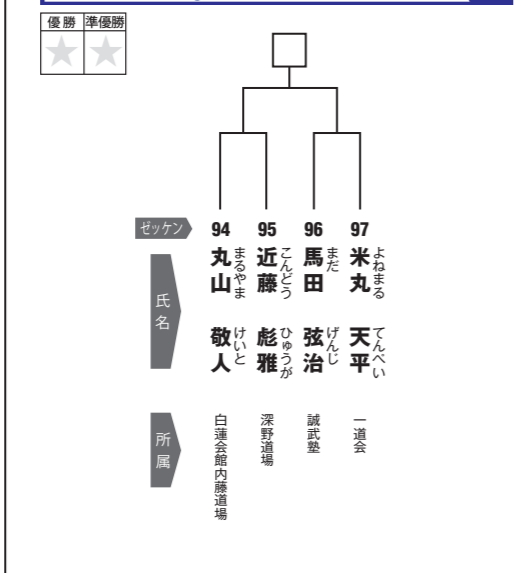 優勝 準優勝
ゼッケン 94 95 96 97
氏名
丸山 敬人
まるやま けいと
近藤 彪雅
こんどう ひゅうが
馬田 弦治
まだ げんじ
米丸 天平
よねまる てんぺい
所属
白蓮会館内藤道場
深野道場
誠武塾
一道会